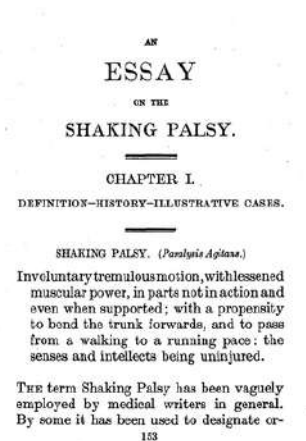 AN
ESSAY
ON THE
SHAKING PALSY.
CHAPTER I.
DEFINITION—HISTORY—ILLUSTRATIVE CASES.
SHAKING PALSY. (Paralysis Agitans.)
Involuntary tremulous motion, with lessened
muscular power, in parts not in action and
even when supported; with a propensity
to bend the trunk forwards, and to pass
from a walking to a running pace: the
senses and intellects being uninjured.
THE term Shaking Palsy has been vaguely
employed by medical writers in general.
By some it has been used to designate or-
153